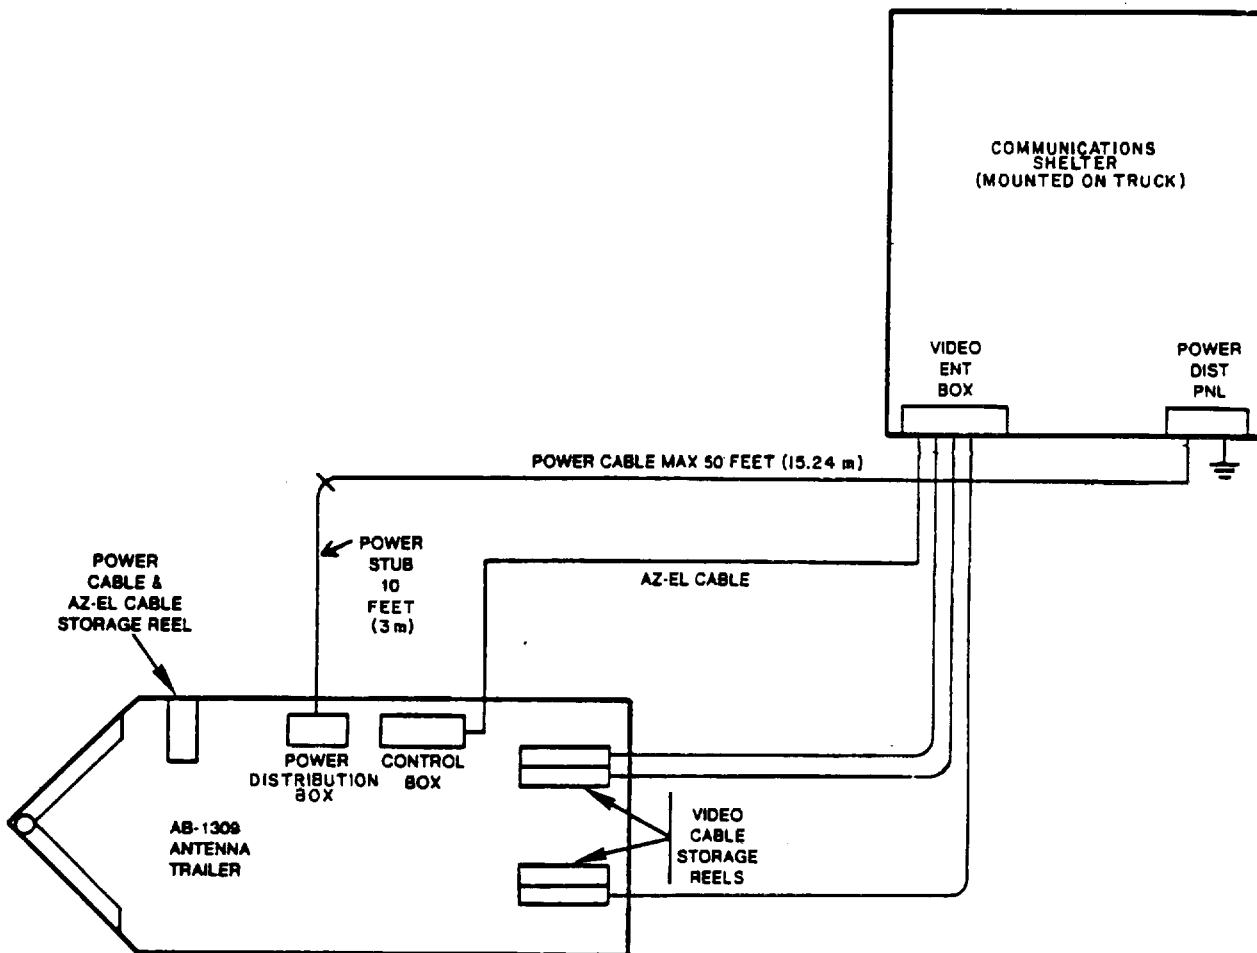 COMMUNICATIONS
SHELTER
(MOUNTED ON TRUCK)
VIDEO
ENT
BOX
POWER
DIST
PNL
POWER CABLE MAX 50 FEET (15.24 m)
POWER
STUB
10
FEET
(3 m)
AZ-EL CABLE
POWER
CABLE &
AZ-EL CABLE
STORAGE REEL
POWER
DISTRIBUTION
BOX
CONTROL
BOX
AB-1309
ANTENNA
TRAILER
VIDEO
CABLE
STORAGE
REELS